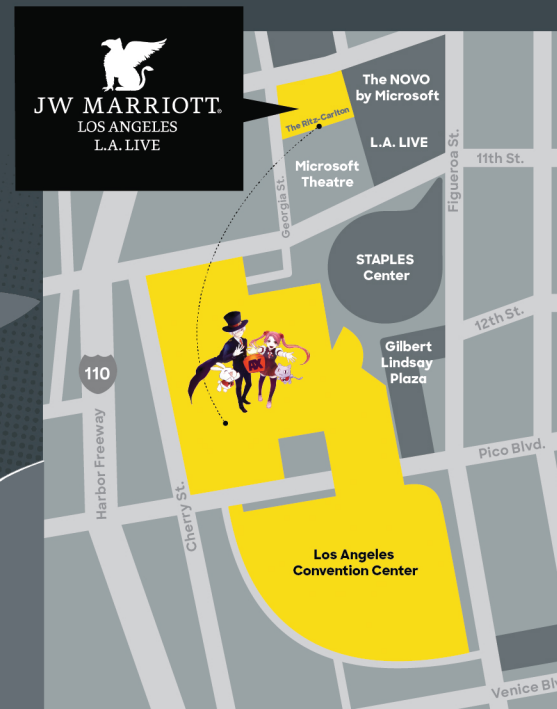 JW MARRIOTT®
LOS ANGELES
L.A. LIVE
The NOVO
by Microsoft
The Ritz-Carlton
L.A. LIVE
Microsoft
Theatre
Georgia St.
Figueroa St.
11th St.
STAPLES
Center
12th St.
Gilbert
Lindsay
Plaza
AX
110
Harbor Freeway
Cherry St.
Pico Blvd.
Los Angeles
Convention Center
Venice Blv